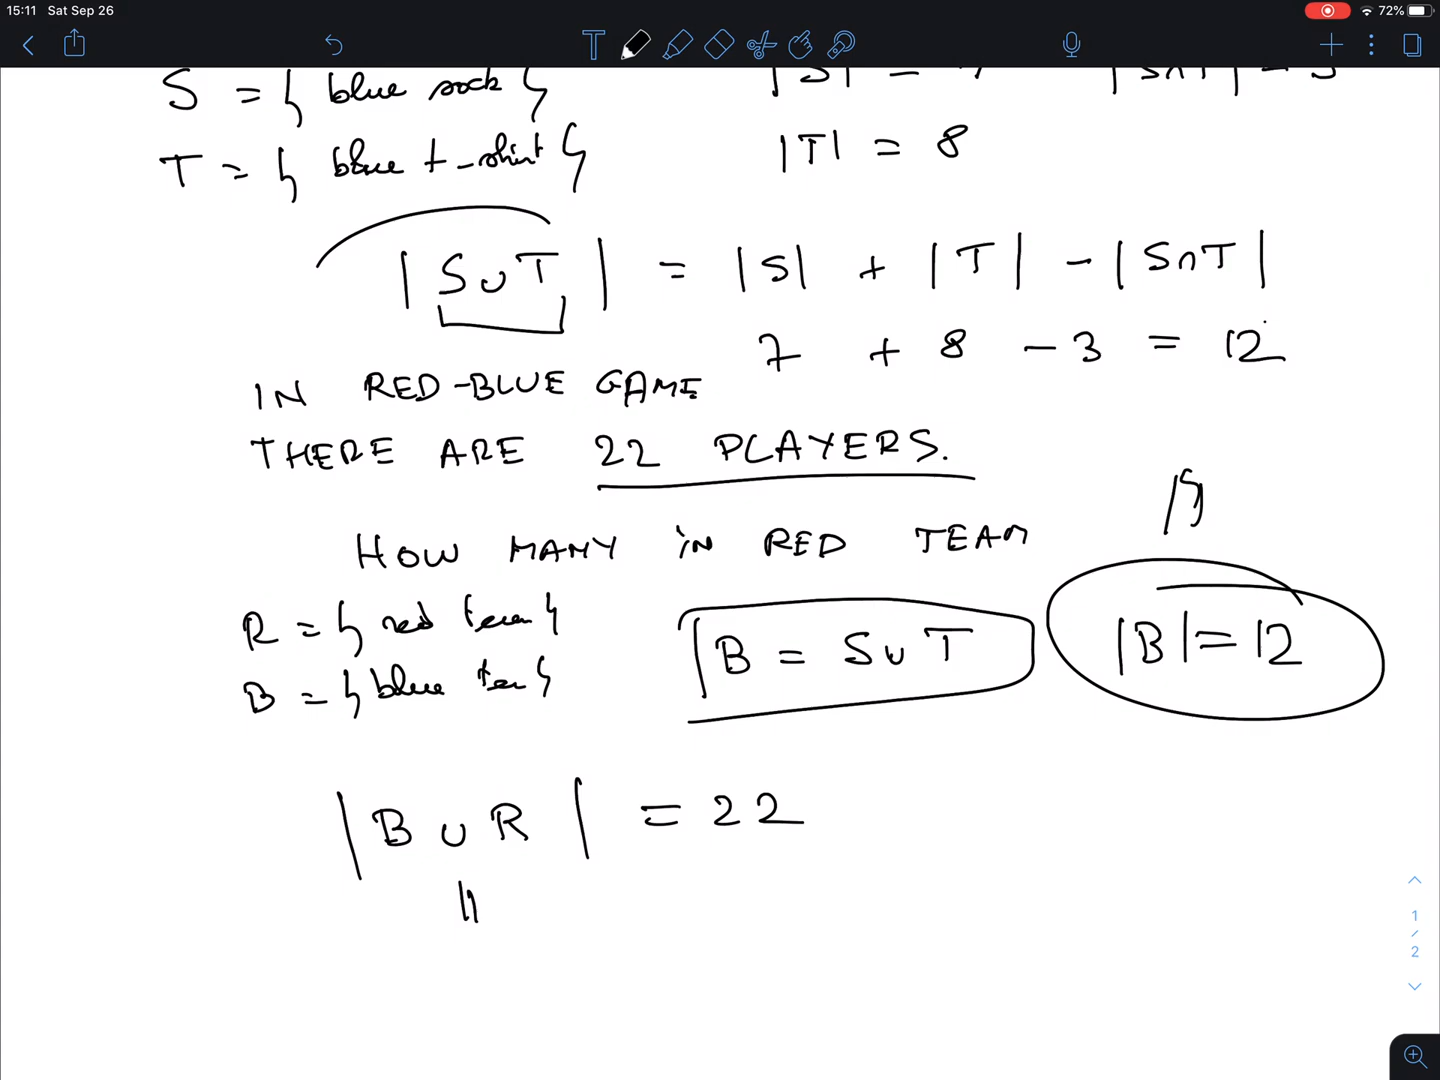 15:11 Sat Sep 26 72%
T
S = { blue sock }
|T| = 8
T = { blue t-shirt }
|S∪T| = |S| + |T| - |S∩T|
7 + 8 - 3 = 12
IN RED-BLUE GAME
THERE ARE 22 PLAYERS.
HOW MANY IN RED TEAM
R = { red team }
B = S∪T |B| = 12
B = { blue team }
|B∪R| = 22
||
1
/
2